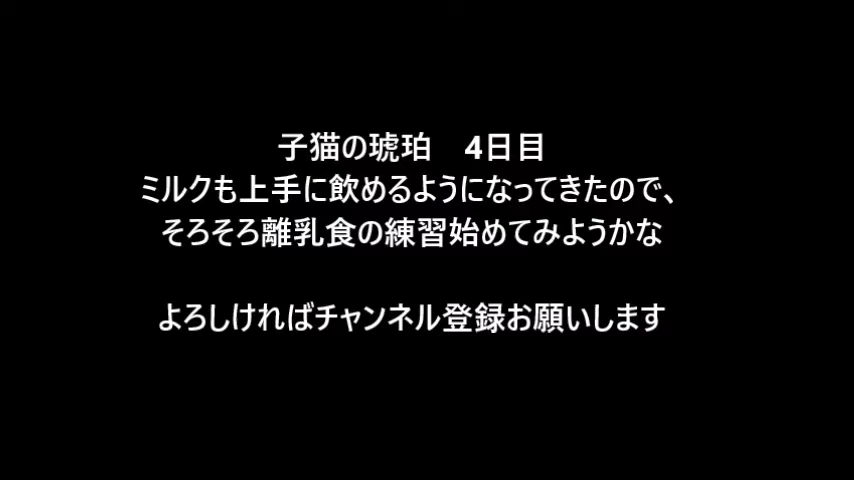 子猫の琥珀　4日目
ミルクも上手に飲めるようになってきたので、
そろそろ離乳食の練習始めてみようかな
よろしければチャンネル登録お願いします